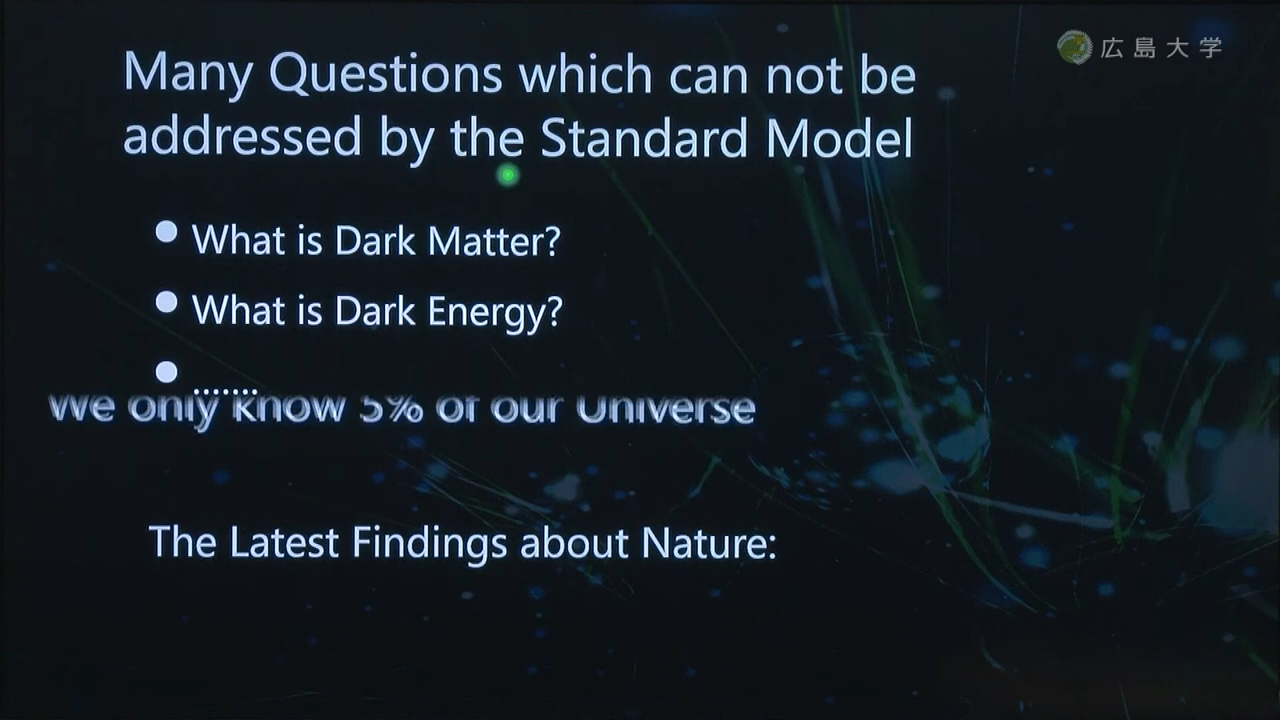 広島大学
Many Questions which can not be
addressed by the Standard Model
What is Dark Matter?
What is Dark Energy?
.......
We only know 5% of our Universe
The Latest Findings about Nature: